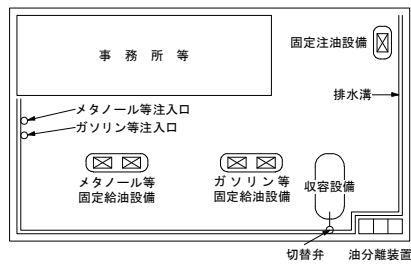 事務所等
固定注油設備
排水溝
メタノール等注入口
ガソリン等注入口
メタノール等
固定給油設備
ガソリン等
固定給油設備
収容設備
切替弁
油分離装置